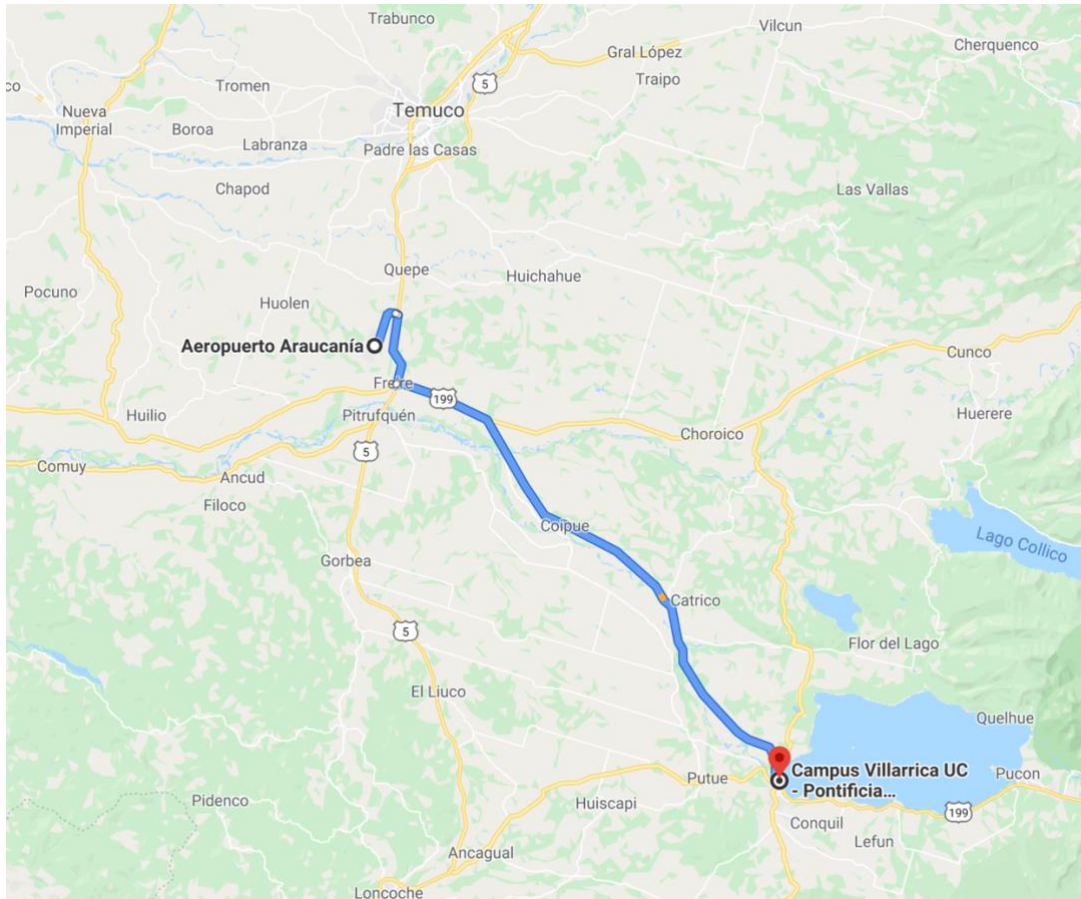 Trabunco
Vilcun
Gral López
Cherquenco
co
Tromen
Traipo
5
Nueva
Imperial
Temuco
Boroa
Labranza
Padre las Casas
Chapod
Las Vallas
Quepe
Huichahue
Pocuno
Huolen
Aeropuerto Araucanía
Cunco
Freire
199
Huilio
Pitrufquén
Huerere
Choroico
5
Comuy
Ancud
Filoco
Coipue
Lago Collico
Gorbea
Catrico
5
Flor del Lago
El Liuco
Quelhue
Campus Villarrica UC
- Pontificia...
Putue
Pucon
Pidenco
Huiscapi
199
Conquil
Lefun
Ancagual
Loncoche